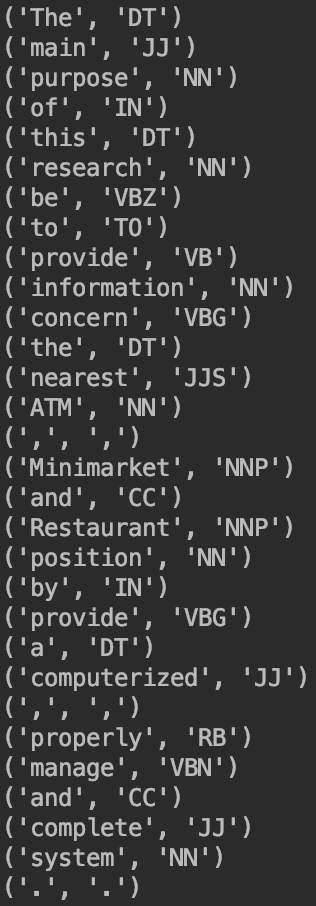 ('The', 'DT')
('main', 'JJ')
('purpose', 'NN')
('of', 'IN')
('this', 'DT')
('research', 'NN')
('be', 'VBZ')
('to', 'TO')
('provide', 'VB')
('information', 'NN')
('concern', 'VBG')
('the', 'DT')
('nearest', 'JJS')
('ATM', 'NN')
(',', ',')
('Minimarket', 'NNP')
('and', 'CC')
('Restaurant', 'NNP')
('position', 'NN')
('by', 'IN')
('provide', 'VBG')
('a', 'DT')
('computerized', 'JJ')
(',', ',')
('properly', 'RB')
('manage', 'VBN')
('and', 'CC')
('complete', 'JJ')
('system', 'NN')
('.', '.')